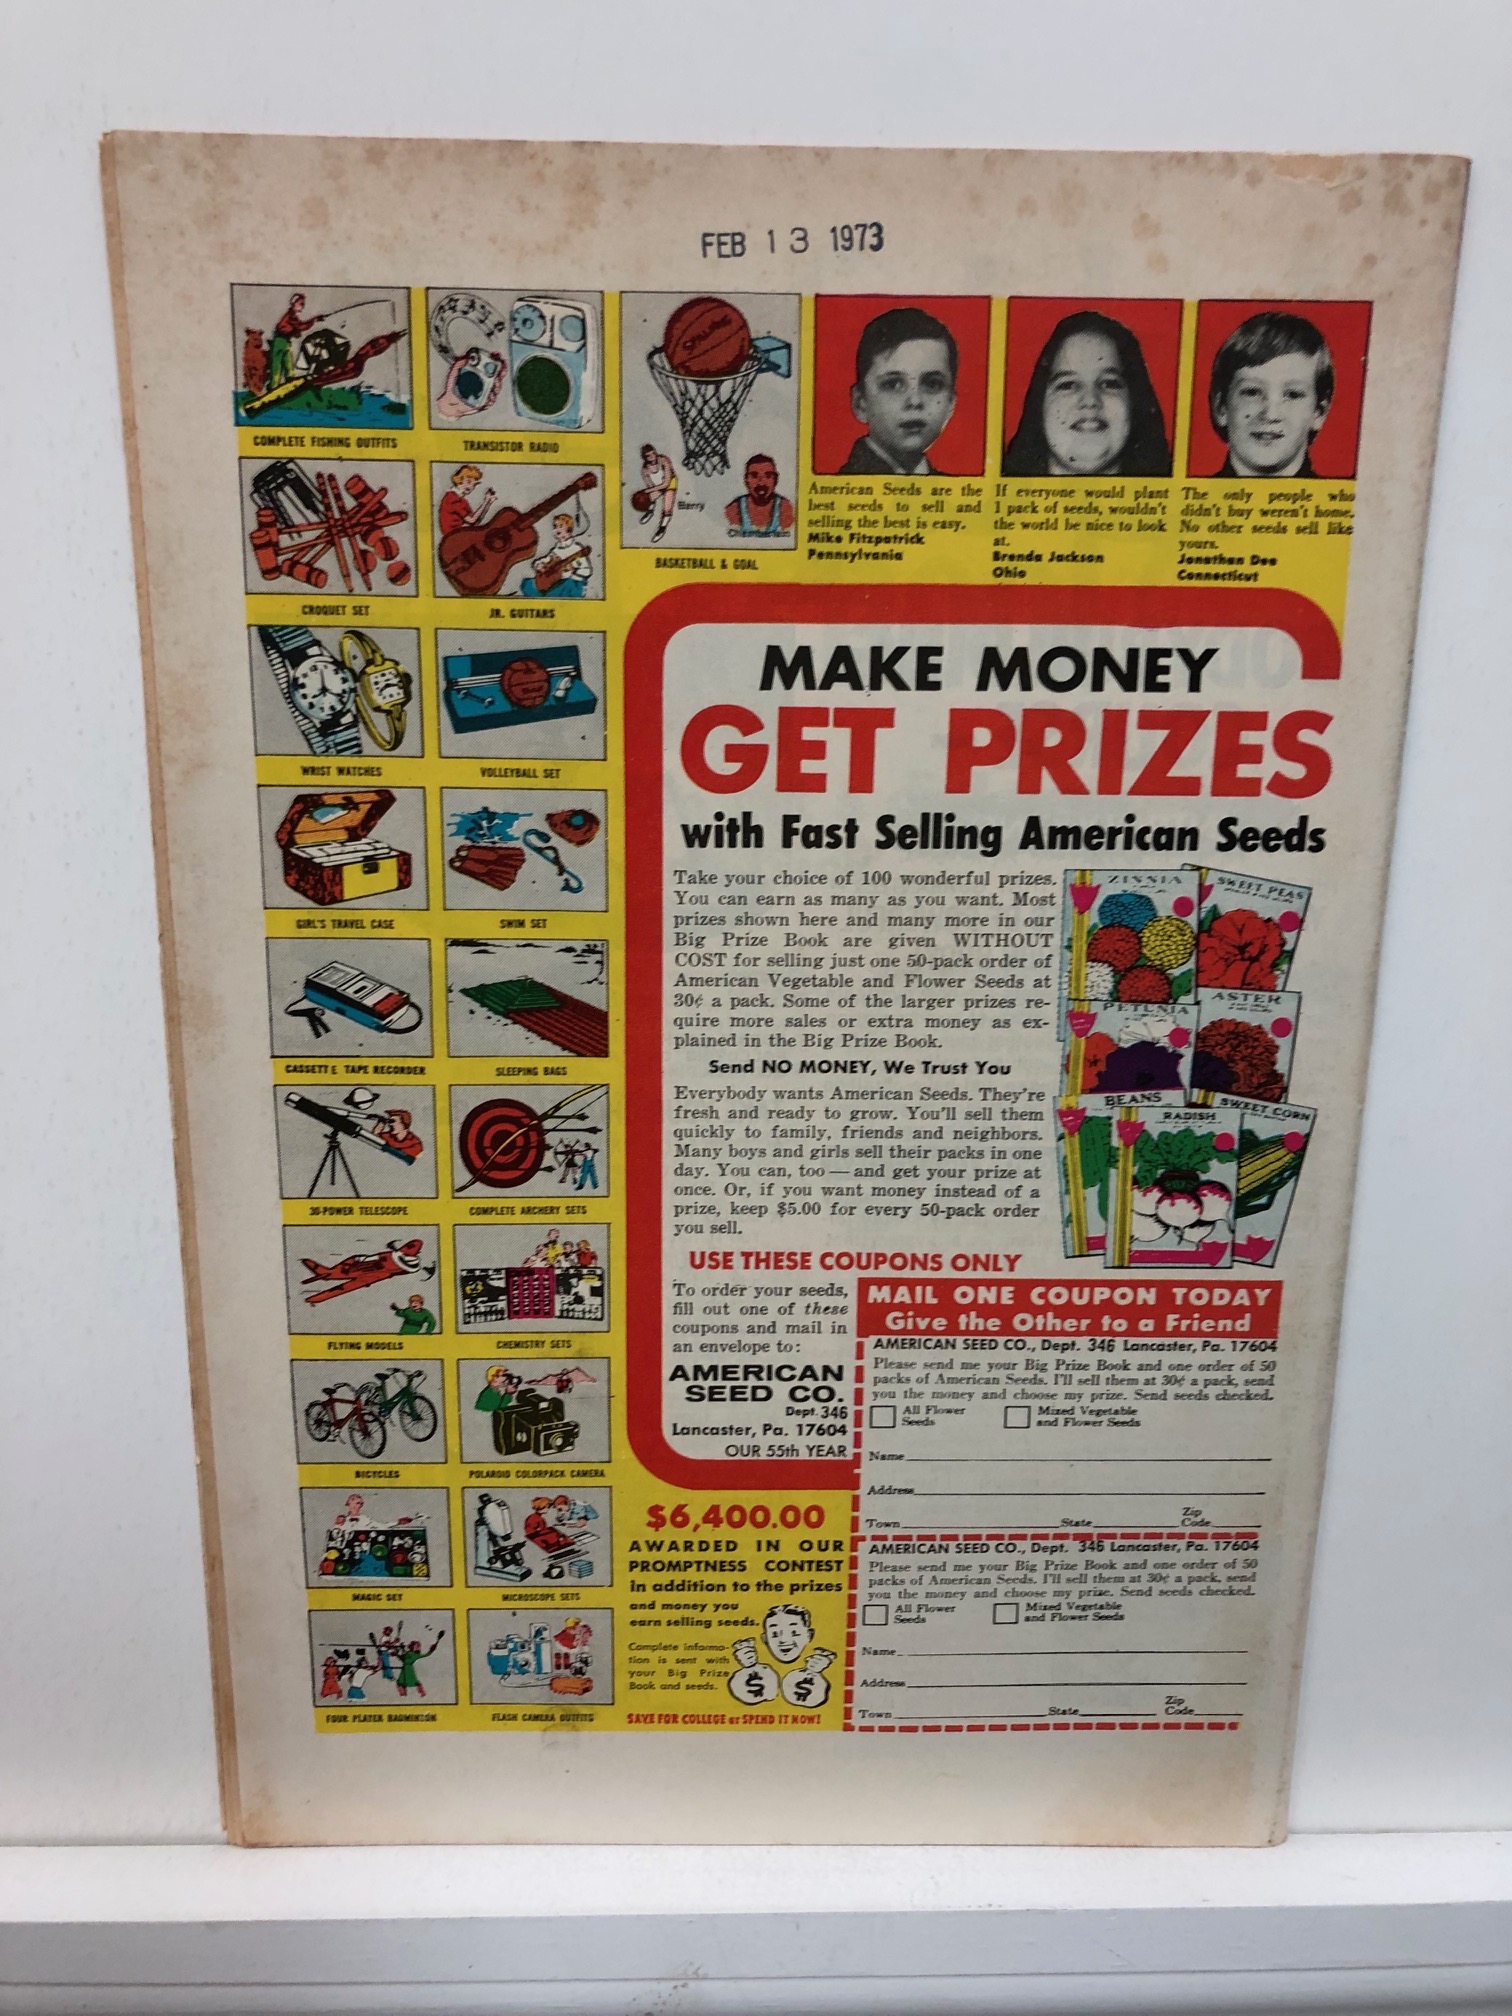 FEB 13 1973
COMPLETE FISHING OUTFITS
TRANSISTOR RADIO
CROQUET SET
JR. GUITARS
Spalding
Barry
Chamberlain
BASKETBALL & GOAL
American Seeds are the
best seeds to sell and
selling the best is easy.
Mike Fitzpatrick
Pennsylvania
If everyone would plant
1 pack of seeds, wouldn't
the world be nice to look
at.
Brenda Jackson
Ohio
The only people who
didn't buy weren't home.
No other seeds sell like
yours.
Jonathan Dee
Connecticut
WRIST WATCHES
VOLLEYBALL SET
GIRL'S TRAVEL CASE
SWIM SET
CASSETTE TAPE RECORDER
SLEEPING BAGS
30-POWER TELESCOPE
COMPLETE ARCHERY SETS
FLYING MODELS
CHEMISTRY SETS
BICYCLES
POLAROID COLORPACK CAMERA
MAGIC SET
MICROSCOPE SETS
FOUR PLAYER BADMINTON
FLASH CAMERA OUTFITS
MAKE MONEY
GET PRIZES
with Fast Selling American Seeds
Take your choice of 100 wonderful prizes.
You can earn as many as you want. Most
prizes shown here and many more in our
Big Prize Book are given WITHOUT
COST for selling just one 50-pack order of
American Vegetable and Flower Seeds at
30¢ a pack. Some of the larger prizes re-
quire more sales or extra money as ex-
plained in the Big Prize Book.
Send NO MONEY, We Trust You
Everybody wants American Seeds. They're
fresh and ready to grow. You'll sell them
quickly to family, friends and neighbors.
Many boys and girls sell their packs in one
day. You can, too — and get your prize at
once. Or, if you want money instead of a
prize, keep $5.00 for every 50-pack order
you sell.
ZINNIA
SWEET PEAS
PETUNIA
ASTER
BEANS
RADISH
SWEET CORN
USE THESE COUPONS ONLY
To order your seeds,
fill out one of these
coupons and mail in
an envelope to:
AMERICAN
SEED CO.
Dept. 346
Lancaster, Pa. 17604
OUR 55th YEAR
MAIL ONE COUPON TODAY
Give the Other to a Friend
AMERICAN SEED CO., Dept. 346 Lancaster, Pa. 17604
Please send me your Big Prize Book and one order of 50
packs of American Seeds. I'll sell them at 30¢ a pack, send
you the money and choose my prize. Send seeds checked.
All Flower
Seeds
Mixed Vegetable
and Flower Seeds
Name
Address
Town State Zip Code
AMERICAN SEED CO., Dept. 346 Lancaster, Pa. 17604
Please send me your Big Prize Book and one order of 50
packs of American Seeds. I'll sell them at 30¢ a pack, send
you the money and choose my prize. Send seeds checked.
All Flower
Seeds
Mixed Vegetable
and Flower Seeds
Name
Address
Town State Zip Code
$6,400.00
AWARDED IN OUR
PROMPTNESS CONTEST
In addition to the prizes
and money you
earn selling seeds.
Complete informa-
tion is sent with
your Big Prize
Book and seeds.
$ $
SAVE FOR COLLEGE or SPEND IT NOW!